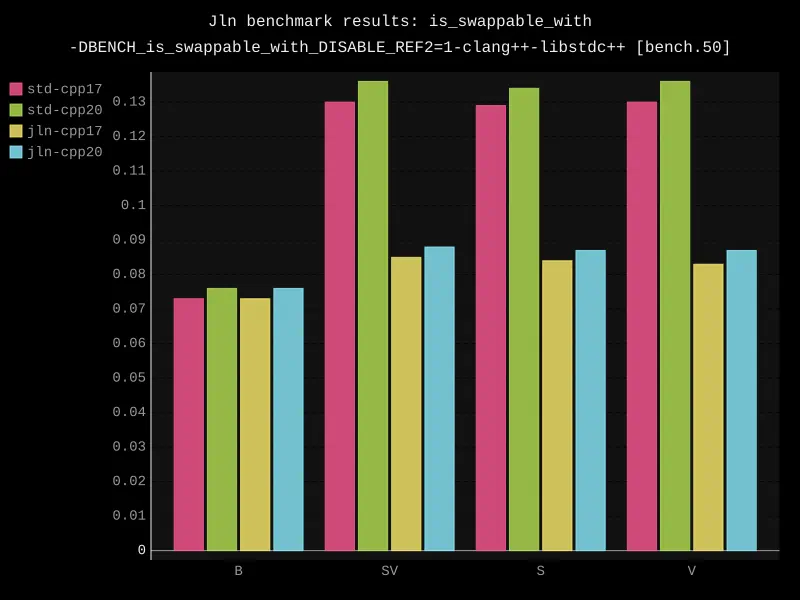 Jln benchmark results: is_swappable_with
-DBENCH_is_swappable_with_DISABLE_REF2=1-clang++-libstdc++ [bench.50]
std-cpp17
std-cpp20
jln-cpp17
jln-cpp20
0.13
0.12
0.11
0.1
0.09
0.08
0.07
0.06
0.05
0.04
0.03
0.02
0.01
0
B SV S V